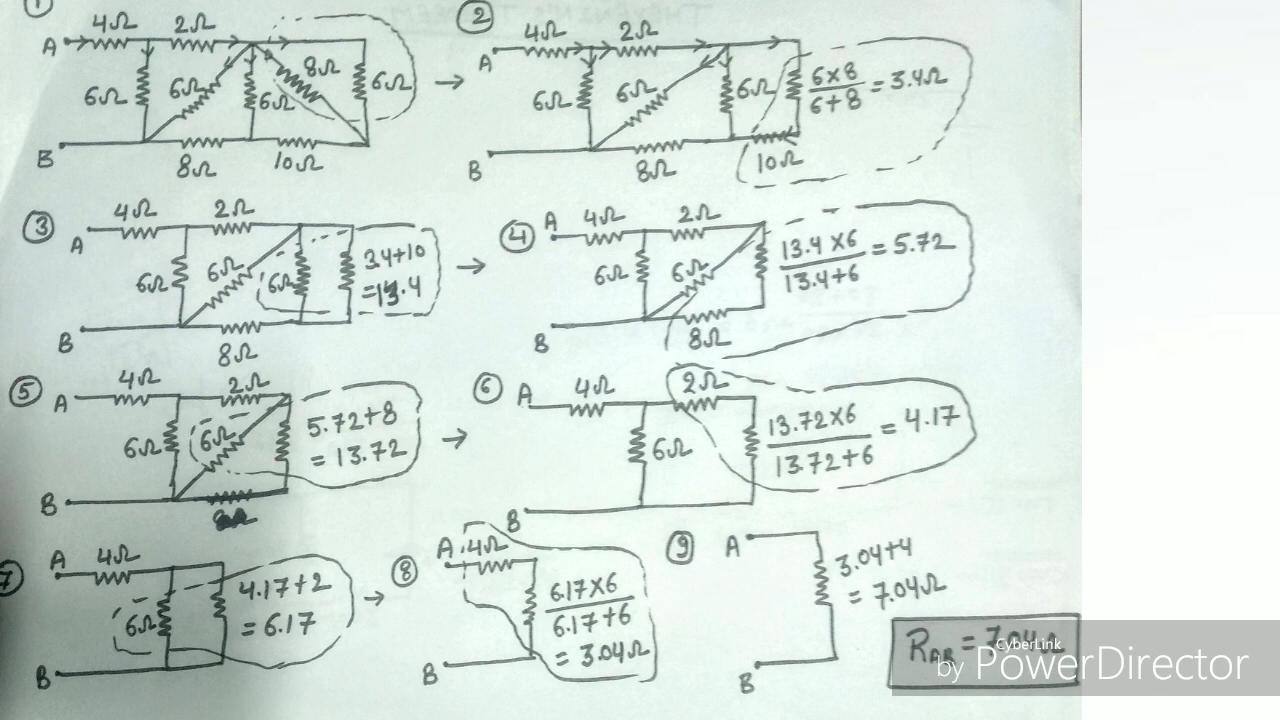 THEVENIN'S THEOREM
①
A 4Ω 2Ω
6Ω 6Ω 6Ω 8Ω 6Ω
B 8Ω 10Ω
→
②
A 4Ω 2Ω
6Ω 6Ω 6Ω 6×8/6+8 = 3.4Ω
B 8Ω 10Ω
③
A 4Ω 2Ω
6Ω 6Ω 6Ω 3.4+10
= 13.4
B 8Ω
→
④
A 4Ω 2Ω
6Ω 6Ω 13.4×6/13.4+6 = 5.72
B 8Ω
⑤
A 4Ω 2Ω
6Ω 6Ω 5.72+8
= 13.72
B
→
⑥
A 4Ω 2Ω
6Ω 13.72×6/13.72+6 = 4.17
B
⑦
A 4Ω
6Ω 4.17+2
= 6.17
B
→
⑧
A 4Ω
6.17×6/6.17+6
= 3.04Ω
B
⑨
A
3.04+4
= 7.04Ω
B
R_AB = 7.04Ω
CyberLink
by PowerDirector